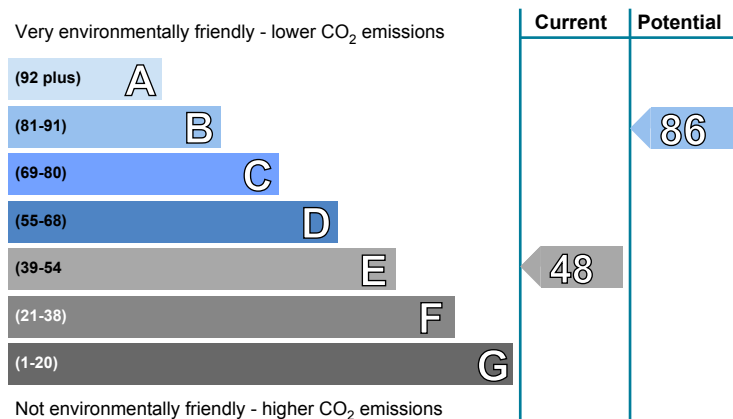 Current Potential
Very environmentally friendly - lower CO2 emissions
(92 plus) A
(81-91) B
86
(69-80) C
(55-68) D
(39-54 E
48
(21-38) F
(1-20) G
Not environmentally friendly - higher CO2 emissions